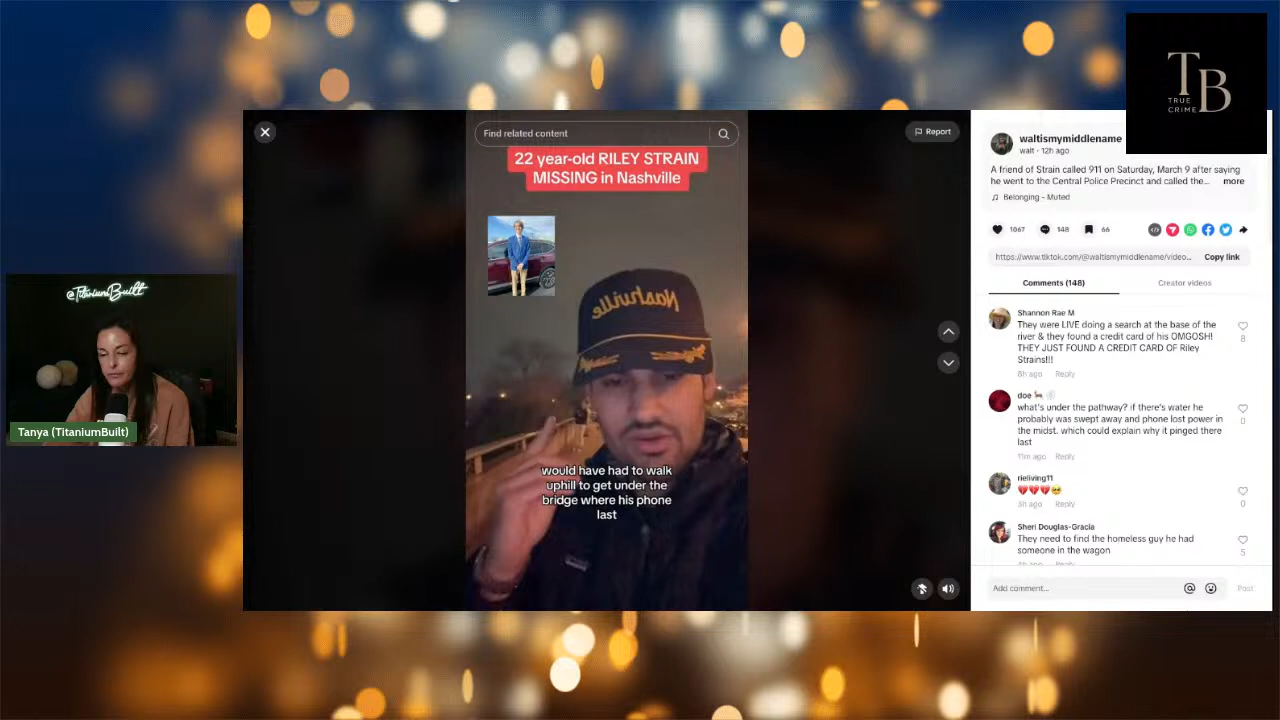 TB
TRUE
CRIME
@TitaniumBuilt
Tanya (TitaniumBuilt)
Find related content
Report
22 year-old RILEY STRAIN
MISSING in Nashville
Nashville
would have had to walk
uphill to get under the
bridge where his phone
last
waltismymiddlename
walt · 12h ago
A friend of Strain called 911 on Saturday, March 9 after saying
he went to the Central Police Precinct and called the... more
Belonging - Muted
1067
148
66
https://www.tiktok.com/@waltismymiddlename/video...
Copy link
Comments (148)
Creator videos
Shannon Rae M
They were LIVE doing a search at the base of the
river & they found a credit card of his OMGOSH!
THEY JUST FOUND A CREDIT CARD OF Riley
Strains!!!
8
8h ago Reply
doe
what's under the pathway? if there's water he
probably was swept away and phone lost power in
the midst. which could explain why it pinged there
last
0
11m ago Reply
rieliving11
💔💔💔🥹
0
3h ago Reply
Sheri Douglas-Gracia
They need to find the homeless guy he had
someone in the wagon
5
Reply
Add comment...
Post